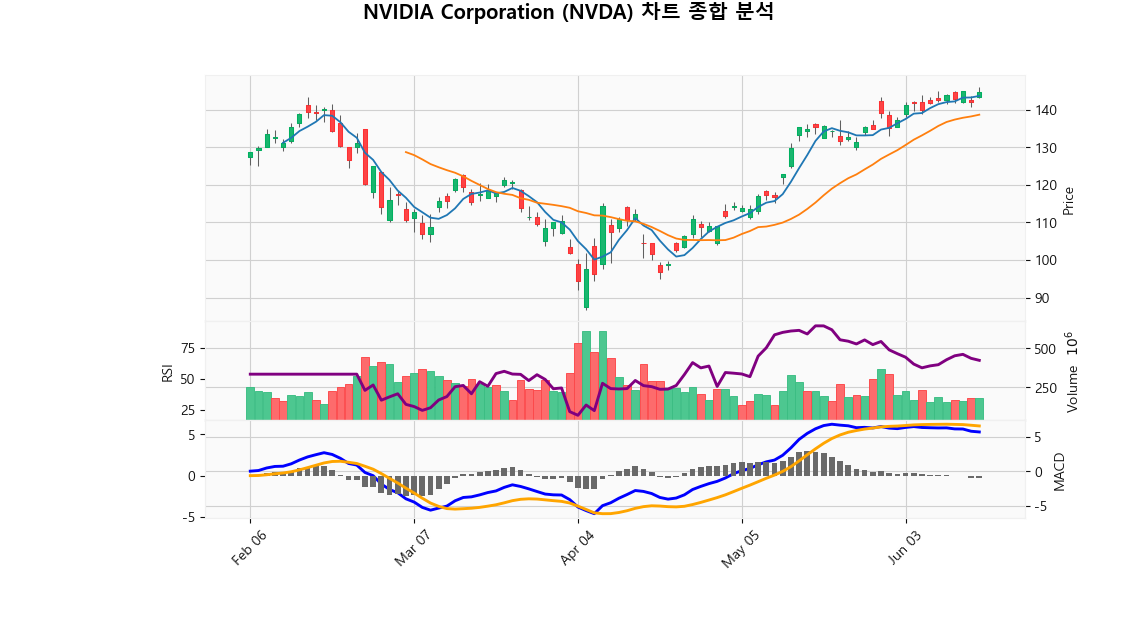 NVIDIA Corporation (NVDA) 차트 종합 분석
140
130
120
110
100
90
Price
75
50
25
RSI
500
250
Volume 10⁶
5
0
-5
5
0
-5
MACD
Feb 06
Mar 07
Apr 04
May 05
Jun 03